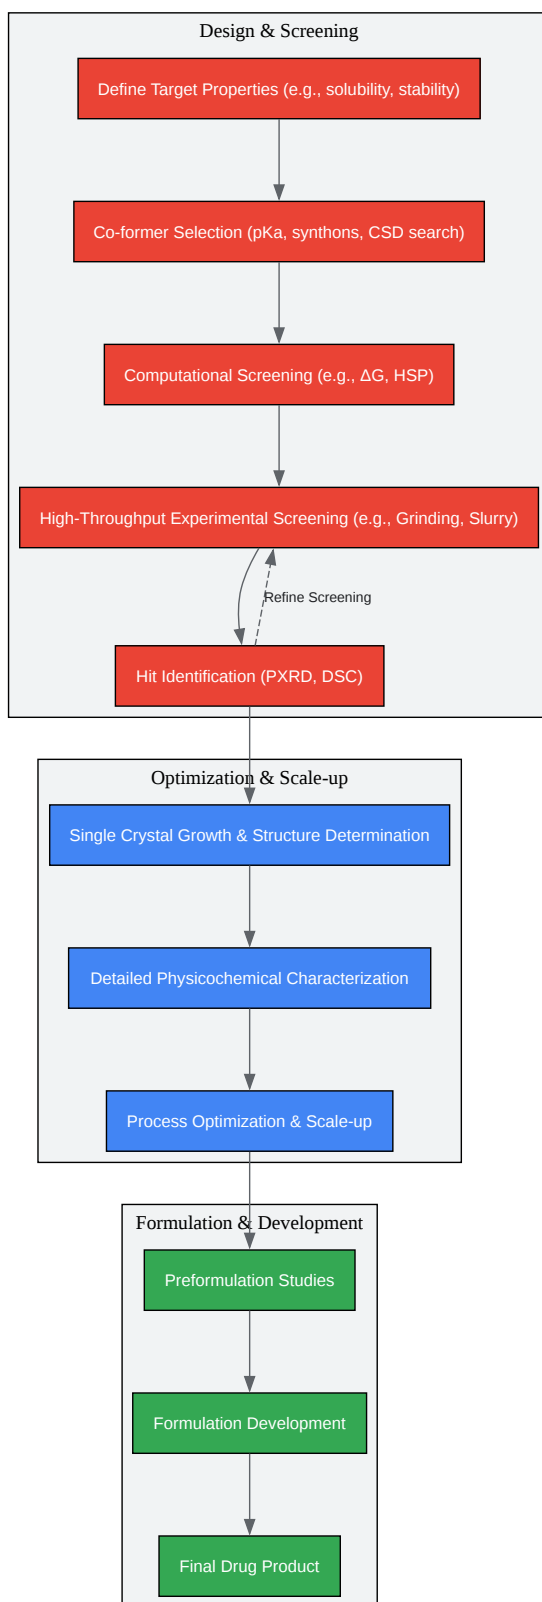 Design & Screening
Define Target Properties (e.g., solubility, stability)
Co-former Selection (pKa, synthons, CSD search)
Computational Screening (e.g., ΔG, HSP)
High-Throughput Experimental Screening (e.g., Grinding, Slurry)
Refine Screening
Hit Identification (PXRD, DSC)
Optimization & Scale-up
Single Crystal Growth & Structure Determination
Detailed Physicochemical Characterization
Process Optimization & Scale-up
Formulation & Development
Preformulation Studies
Formulation Development
Final Drug Product